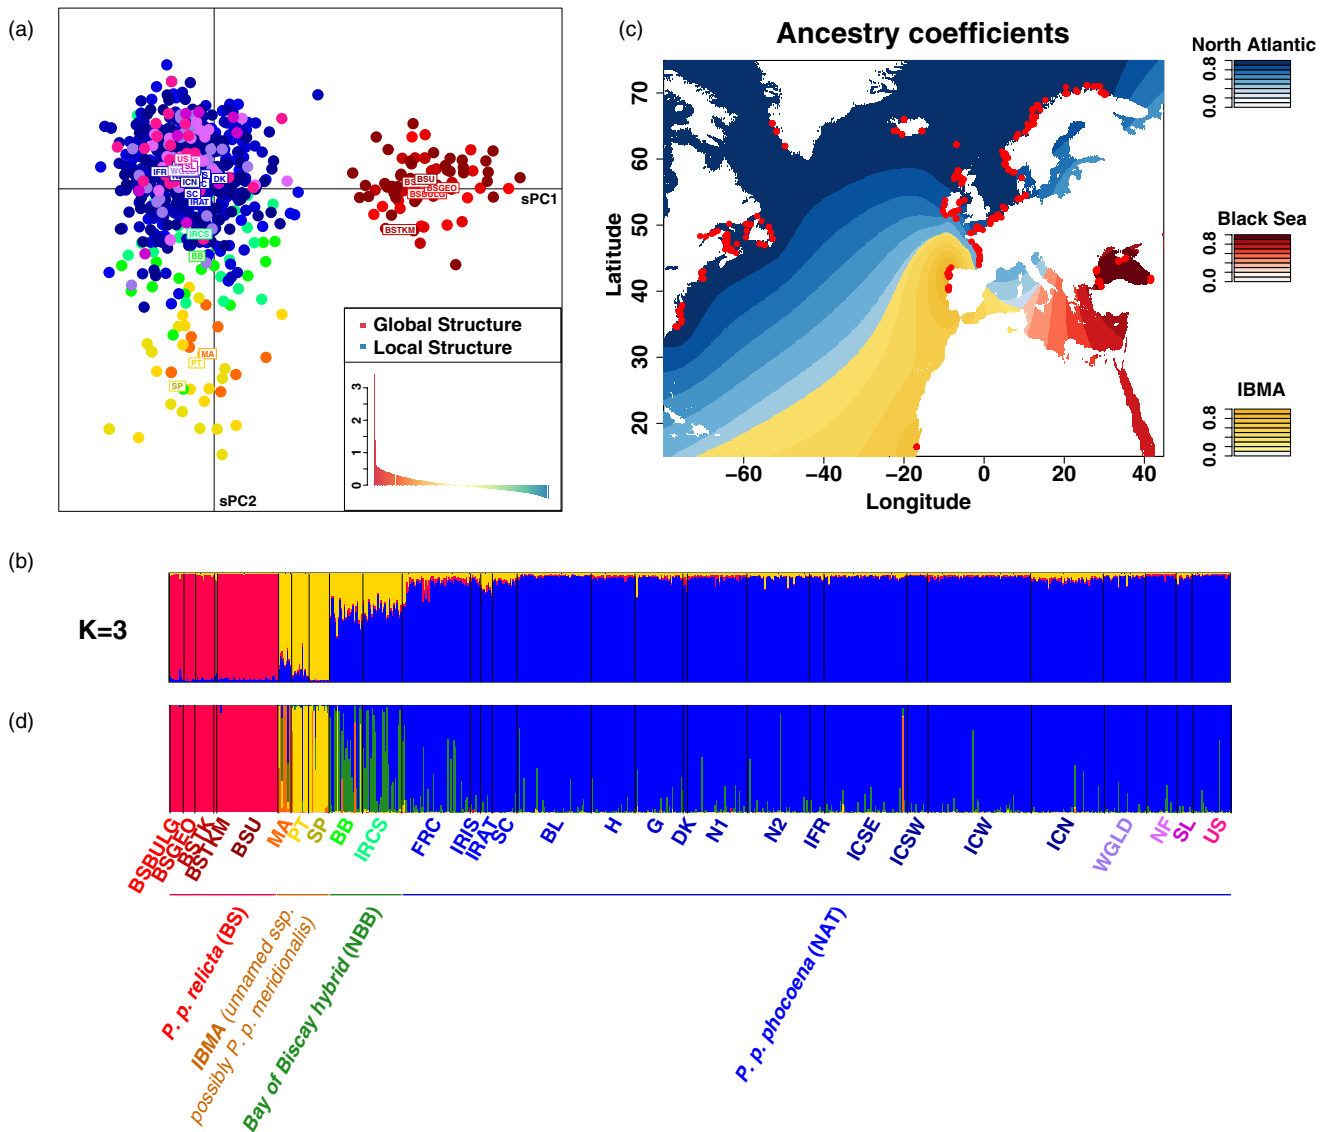 (a)
US
SL
IFR
WGLD
ICN
DK
C
SC
IRAT
IRCS
BB
MA
PT
SP
BSU
BSGEO
BSBULG
BSTKM
sPC1
sPC2
Global Structure
Local Structure
0 1 2 3
(c)
Ancestry coefficients
Latitude
70
60
50
40
30
20
−60 −40 −20 0 20 40
Longitude
North Atlantic
0.0 0.8
Black Sea
0.0 0.8
IBMA
0.0 0.8
(b)
K=3
(d)
BSBULG
BSGEO
BSTK
BSTKM
BSU
MA
PT
SP
BB
IRCS
FRC
IRIS
IRAT
SC
BL
H
G
DK
N1
N2
IFR
ICSE
ICSW
ICW
ICN
WGLD
NF
SL
US
P. p. relicta (BS)
IBMA (unnamed ssp.
possibly P. p. meridionalis)
Bay of Biscay hybrid (NBB)
P. p. phocoena (NAT)